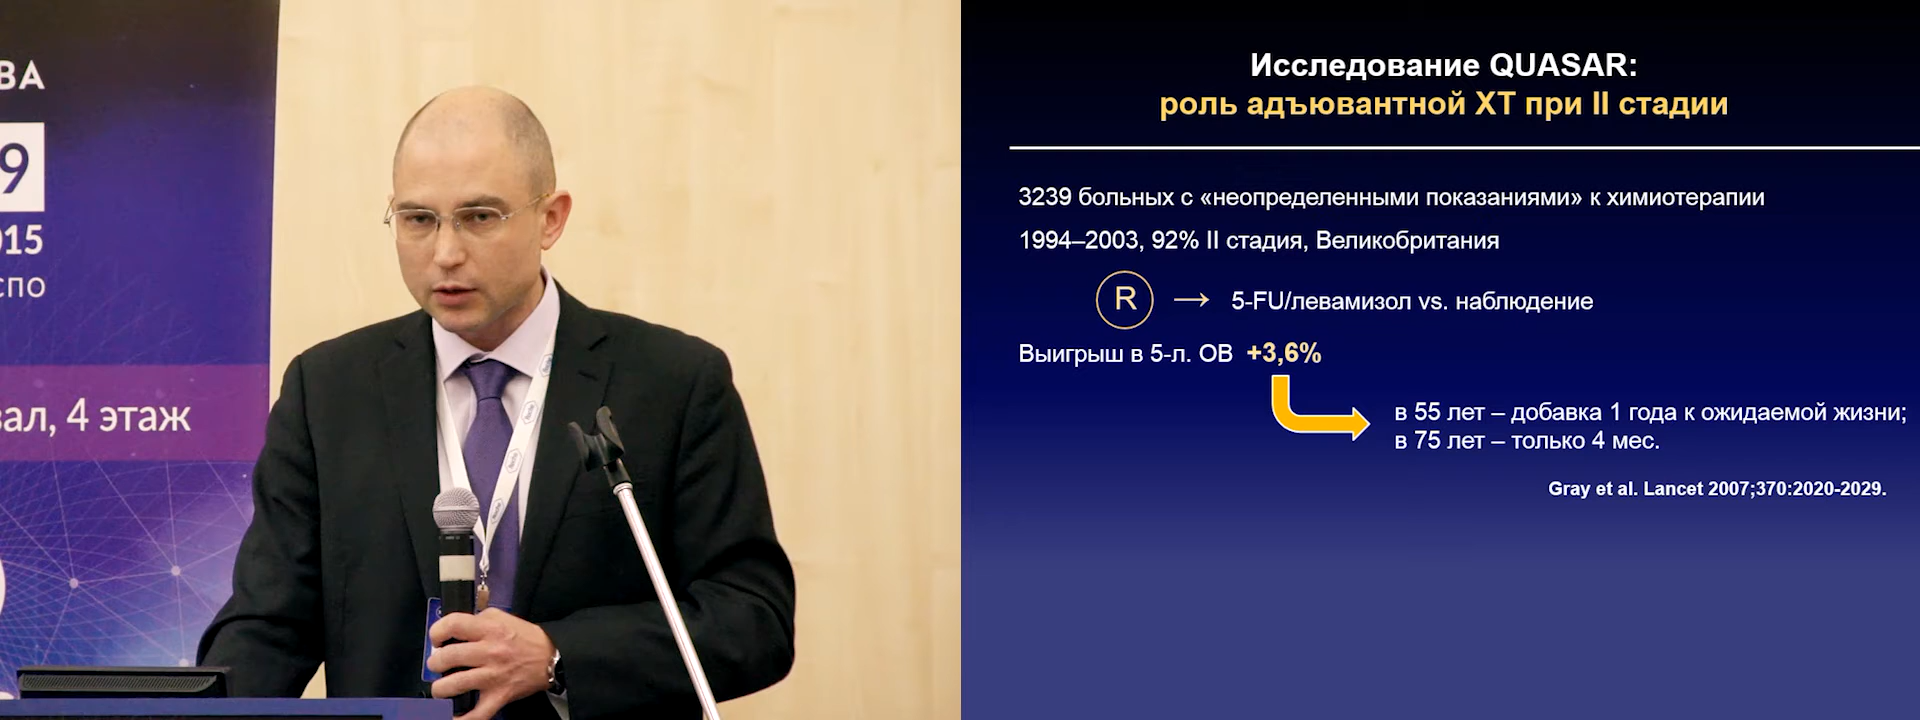 ВА
9
015
спо
зал, 4 этаж
Исследование QUASAR:
роль адъювантной ХТ при II стадии
3239 больных с «неопределенными показаниями» к химиотерапии
1994–2003, 92% II стадия, Великобритания
R → 5-FU/левамизол vs. наблюдение
Выигрыш в 5-л. ОВ +3,6%
в 55 лет – добавка 1 года к ожидаемой жизни;
в 75 лет – только 4 мес.
Gray et al. Lancet 2007;370:2020-2029.